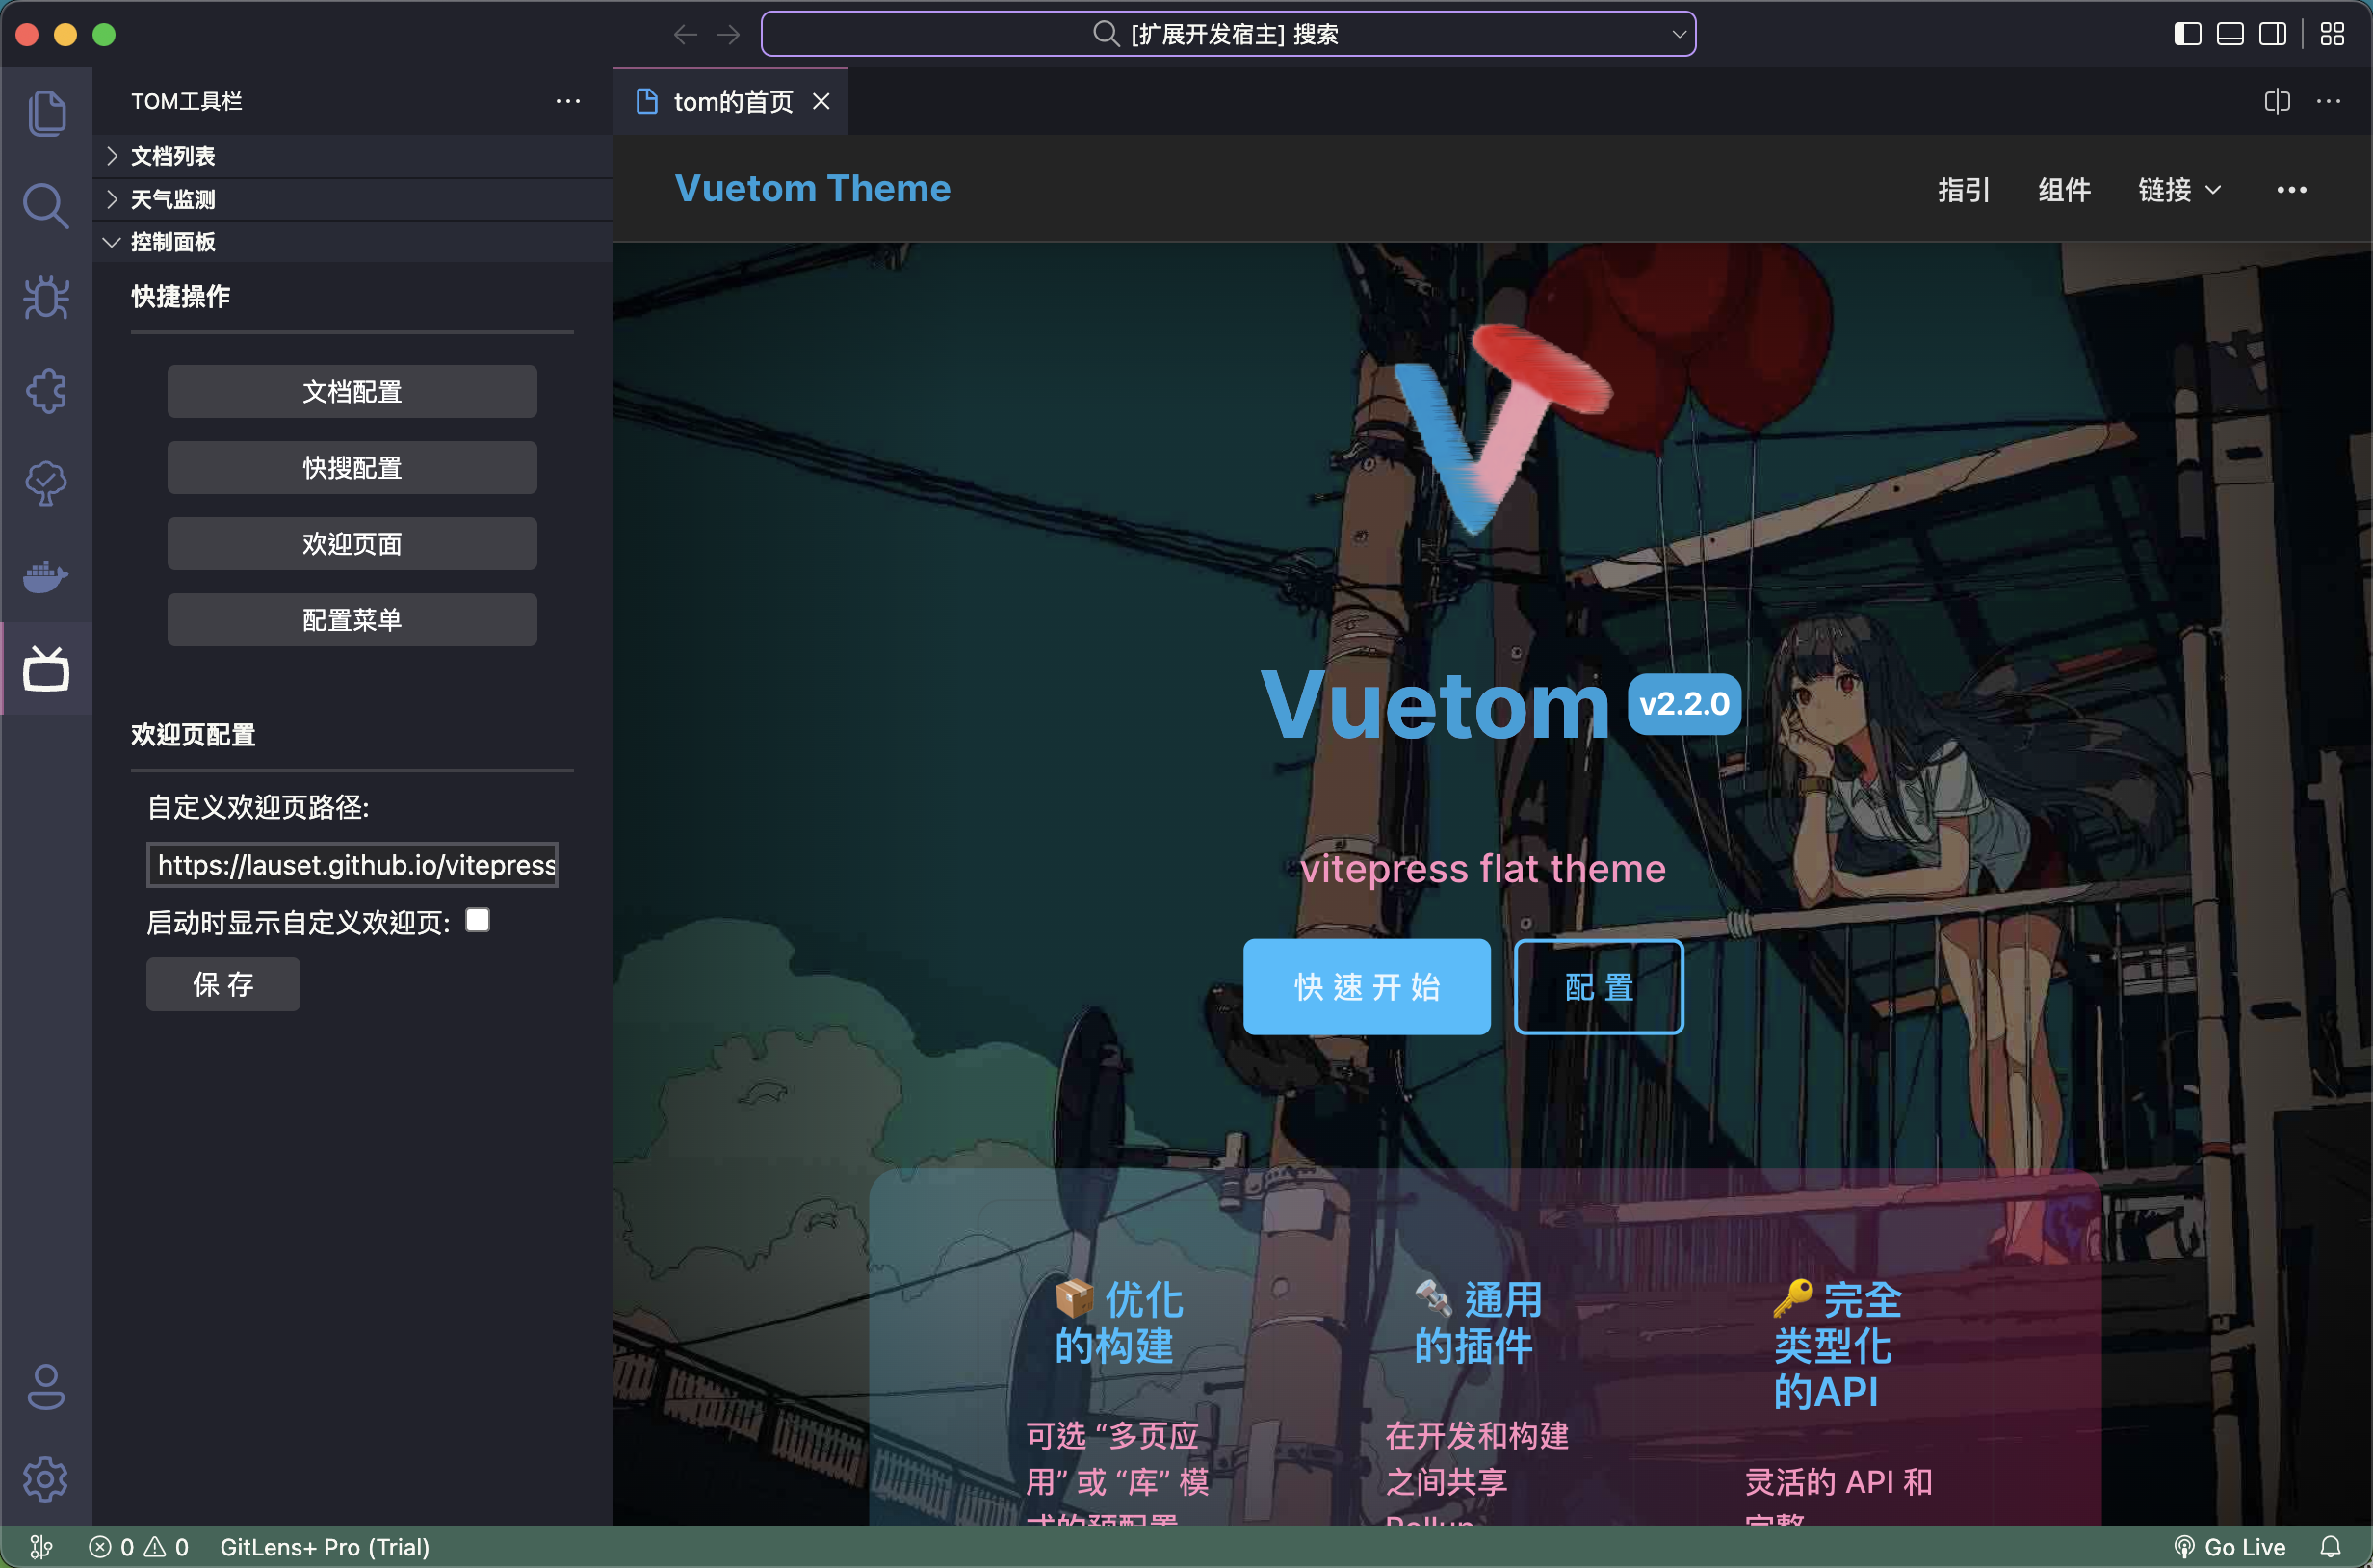 [扩展开发宿主] 搜索
TOM工具栏
文档列表
天气监测
控制面板
快捷操作
文档配置
快搜配置
欢迎页面
配置菜单
欢迎页配置
自定义欢迎页路径:
https://lauset.github.io/vitepress
启动时显示自定义欢迎页:
保 存
tom的首页
Vuetom Theme
指引
组件
链接
Vuetom v2.2.0
vitepress flat theme
快 速 开 始
配 置
📦 优化
的构建
可选 “多页应
用” 或 “库” 模
式的预配置
🔩 通用
的插件
在开发和构建
之间共享
Rollup
🔑 完全
类型化
的API
灵活的 API 和
完整
0 0 GitLens+ Pro (Trial)
Go Live